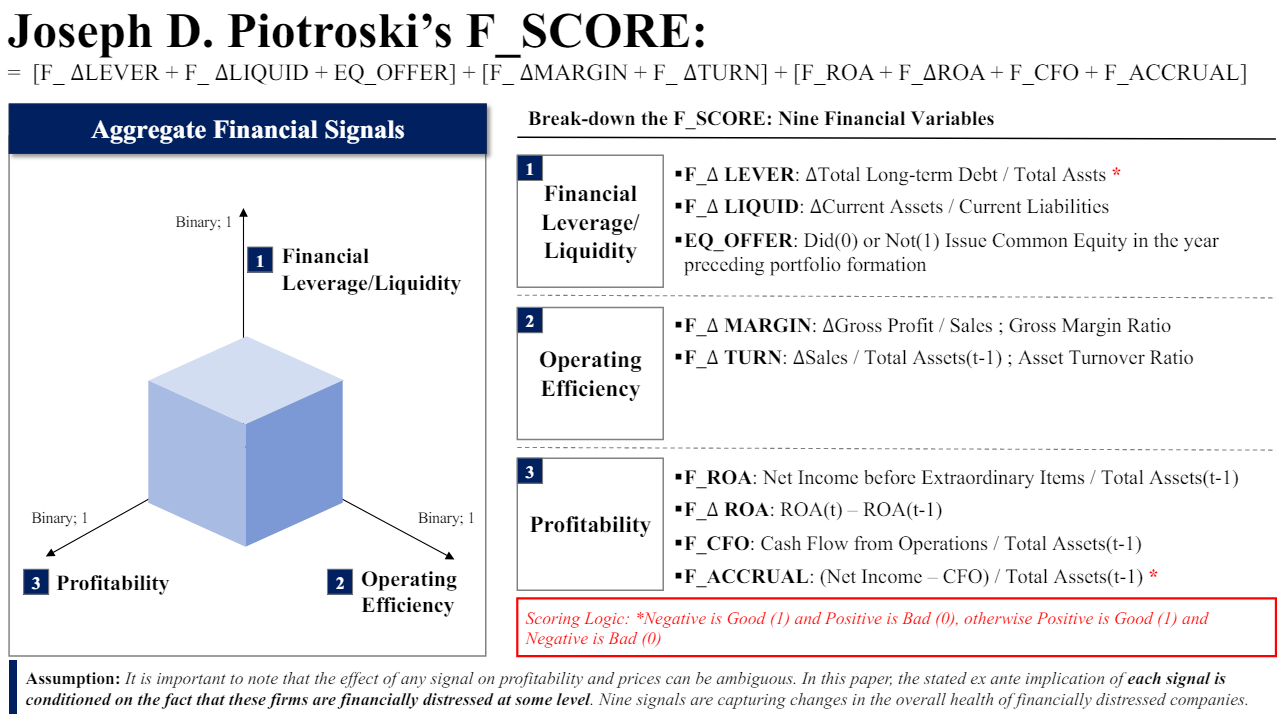 Joseph D. Piotroski’s F_SCORE:
= [F_ ΔLEVER + F_ ΔLIQUID + EQ_OFFER] + [F_ ΔMARGIN + F_ ΔTURN] + [F_ROA + F_ΔROA + F_CFO + F_ACCRUAL]
Aggregate Financial Signals
Binary; 1
1 Financial
Leverage/Liquidity
Binary; 1
Binary; 1
3 Profitability
2 Operating
Efficiency
Break-down the F_SCORE: Nine Financial Variables
1
Financial
Leverage/
Liquidity
▪F_Δ LEVER: ΔTotal Long-term Debt / Total Assts *
▪F_Δ LIQUID: ΔCurrent Assets / Current Liabilities
▪EQ_OFFER: Did(0) or Not(1) Issue Common Equity in the year
preceding portfolio formation
2
Operating
Efficiency
▪F_Δ MARGIN: ΔGross Profit / Sales ; Gross Margin Ratio
▪F_Δ TURN: ΔSales / Total Assets(t-1) ; Asset Turnover Ratio
3
Profitability
▪F_ROA: Net Income before Extraordinary Items / Total Assets(t-1)
▪F_Δ ROA: ROA(t) – ROA(t-1)
▪F_CFO: Cash Flow from Operations / Total Assets(t-1)
▪F_ACCRUAL: (Net Income – CFO) / Total Assets(t-1) *
Scoring Logic: *Negative is Good (1) and Positive is Bad (0), otherwise Positive is Good (1) and
Negative is Bad (0)
Assumption: It is important to note that the effect of any signal on profitability and prices can be ambiguous. In this paper, the stated ex ante implication of each signal is
conditioned on the fact that these firms are financially distressed at some level. Nine signals are capturing changes in the overall health of financially distressed companies.